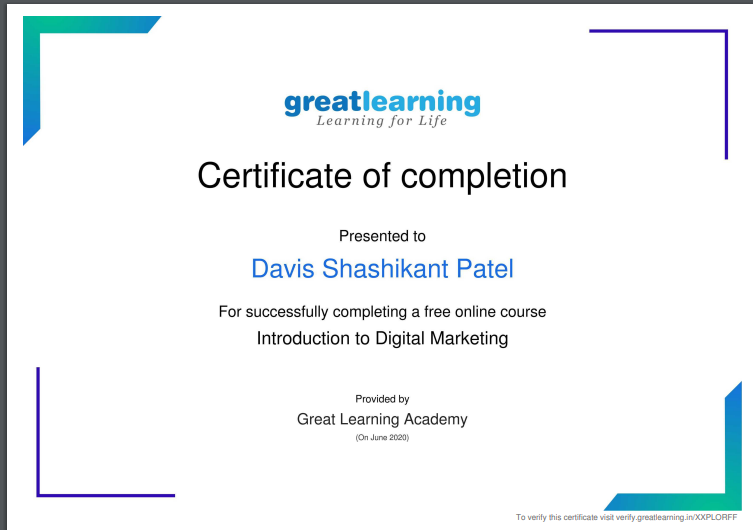 greatlearning
Learning for Life
Certificate of completion
Presented to
Davis Shashikant Patel
For successfully completing a free online course
Introduction to Digital Marketing
Provided by
Great Learning Academy
(On June 2020)
To verify this certificate visit verify.greatlearning.in/XXPLORFF